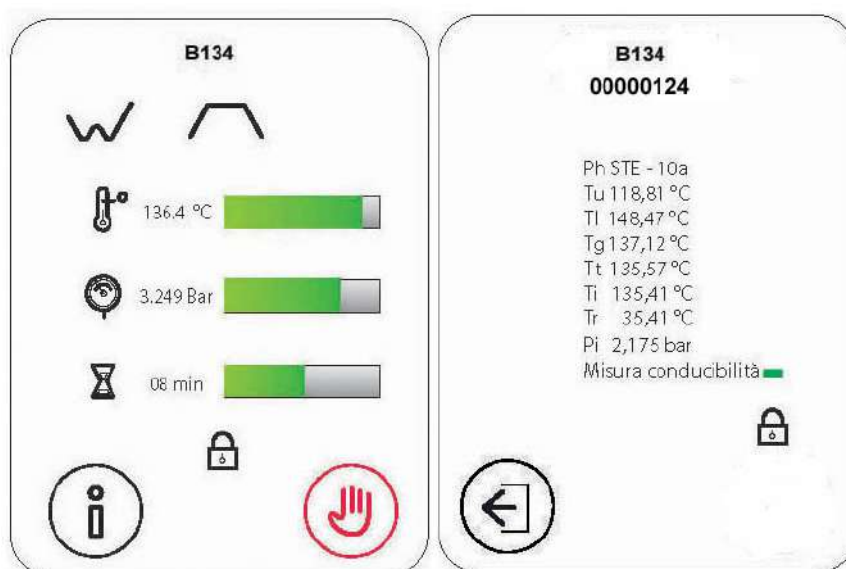 B134
136.4 °C
3.249 Bar
08 min
B134
00000124
Ph STE - 10a
Tu 118,81 °C
Tl 148,47 °C
Tg 137,12 °C
Tt 135,57 °C
Ti 135,41 °C
Tr 35,41 °C
Pi 2,175 bar
Misura conducibilità